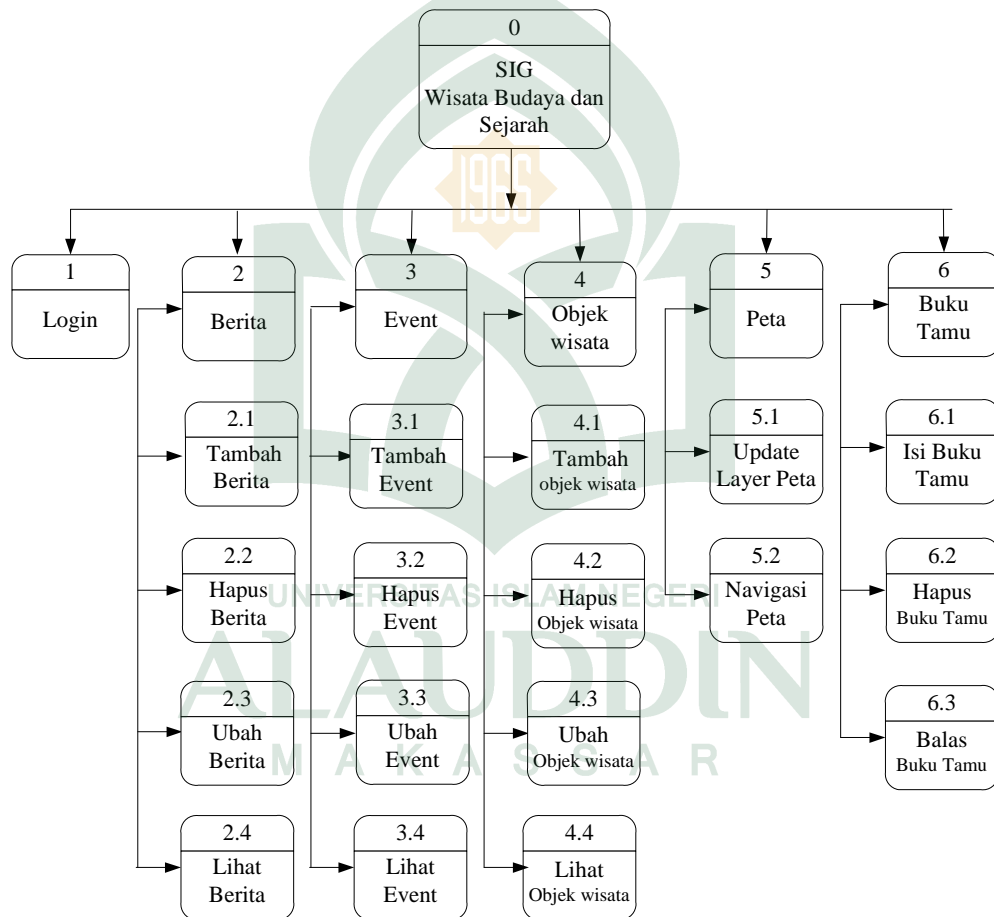 0
SIG
Wisata Budaya dan
Sejarah
1965
1
Login
2
Berita
3
Event
4
Objek
wisata
5
Peta
6
Buku
Tamu
2.1
Tambah
Berita
3.1
Tambah
Event
4.1
Tambah
objek wisata
5.1
Update
Layer Peta
6.1
Isi Buku
Tamu
2.2
Hapus
Berita
3.2
Hapus
Event
4.2
Hapus
Objek wisata
5.2
Navigasi
Peta
6.2
Hapus
Buku Tamu
UNIVERSITAS ISLAM NEGERI
ALAUDDIN
MAKASSAR
2.3
Ubah
Berita
3.3
Ubah
Event
4.3
Ubah
Objek wisata
6.3
Balas
Buku Tamu
2.4
Lihat
Berita
3.4
Lihat
Event
4.4
Lihat
Objek wisata